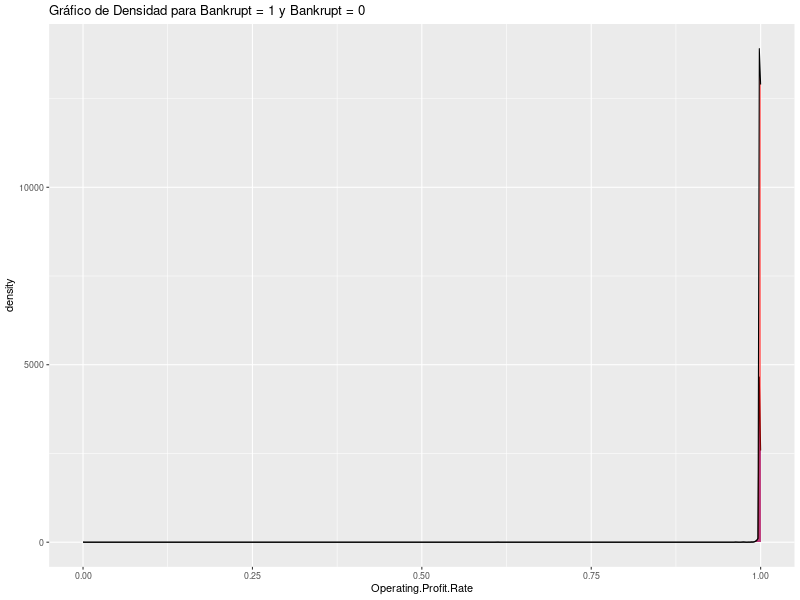 Gráfico de Densidad para Bankrupt = 1 y Bankrupt = 0
10000
5000
0
density
0.00 0.25 0.50 0.75 1.00
Operating.Profit.Rate